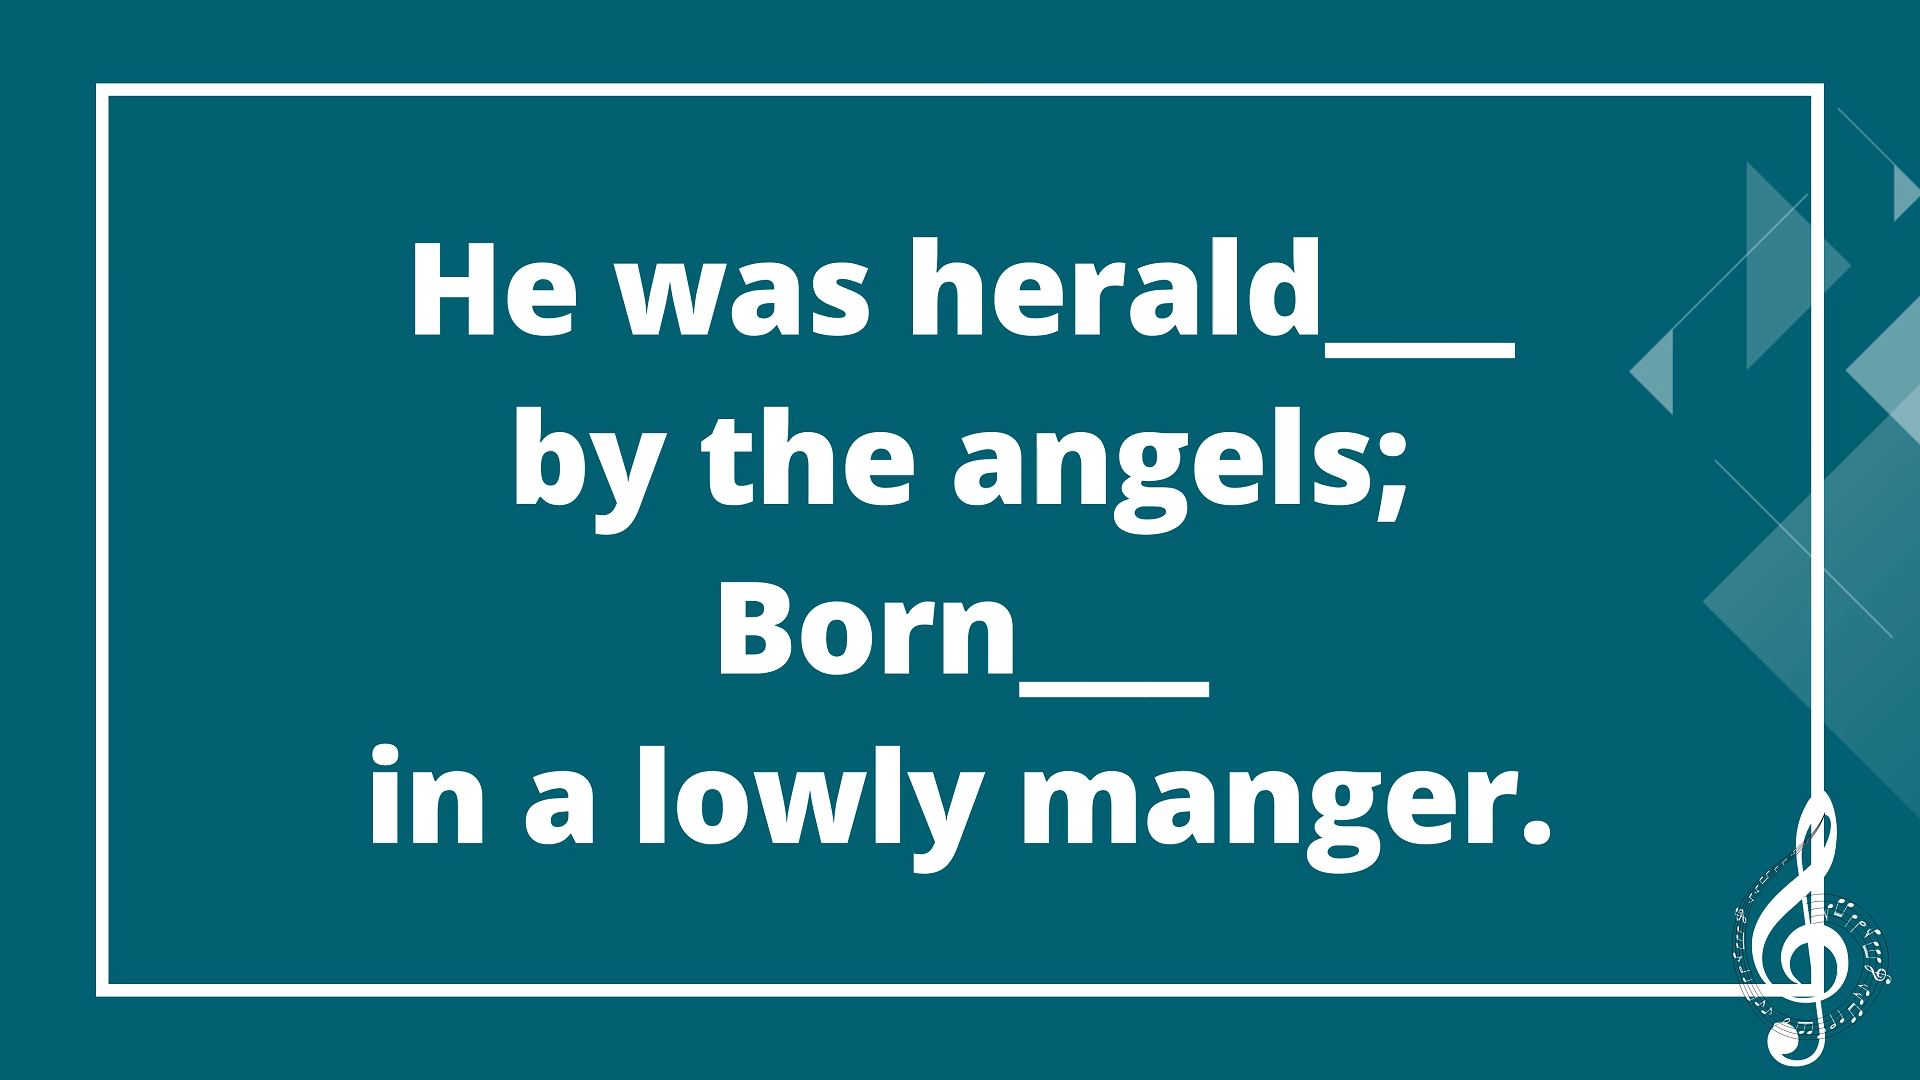 He was herald___
by the angels;
Born___
in a lowly manger.